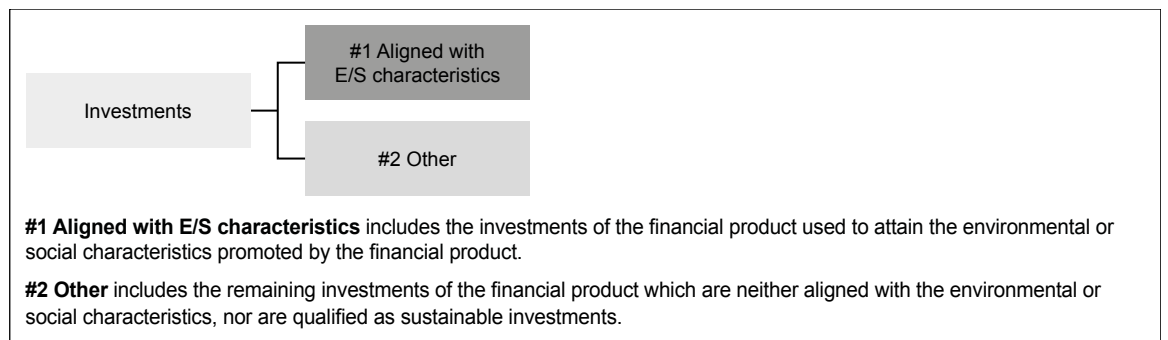 #1 Aligned with
E/S characteristics
Investments
#2 Other
#1 Aligned with E/S characteristics includes the investments of the financial product used to attain the environmental or
social characteristics promoted by the financial product.
#2 Other includes the remaining investments of the financial product which are neither aligned with the environmental or
social characteristics, nor are qualified as sustainable investments.